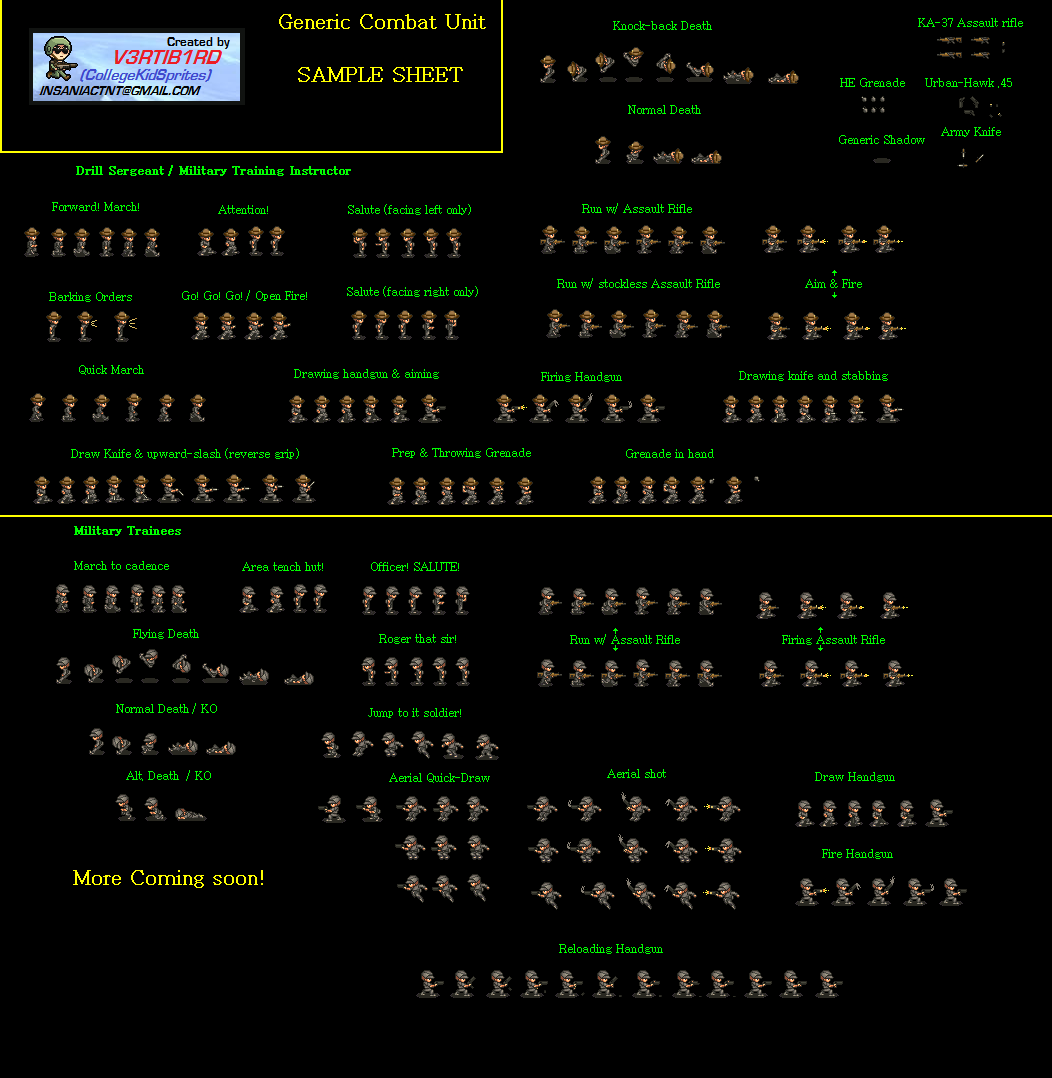 Generic Combat Unit
SAMPLE SHEET
Created by
V3RTIB1RD
(CollegeKidSprites)
INSANIACTNT@GMAIL.COM
Knock-back Death
KA-37 Assault rifle
HE Grenade
Urban-Hawk .45
Normal Death
Generic Shadow
Army Knife
Drill Sergeant / Military Training Instructor
Forward! March!
Attention!
Salute (facing left only)
Run w/ Assault Rifle
Barking Orders
Go! Go! Go! / Open Fire!
Salute (facing right only)
Run w/ stockless Assault Rifle
Aim & Fire
Quick March
Drawing handgun & aiming
Firing Handgun
Drawing knife and stabbing
Draw Knife & upward-slash (reverse grip)
Prep & Throwing Grenade
Grenade in hand
Military Trainees
March to cadence
Area tench hut!
Officer! SALUTE!
Flying Death
Roger that sir!
Run w/ Assault Rifle
Firing Assault Rifle
Normal Death / KO
Jump to it soldier!
Alt. Death / KO
Aerial Quick-Draw
Aerial shot
Draw Handgun
Fire Handgun
More Coming soon!
Reloading Handgun